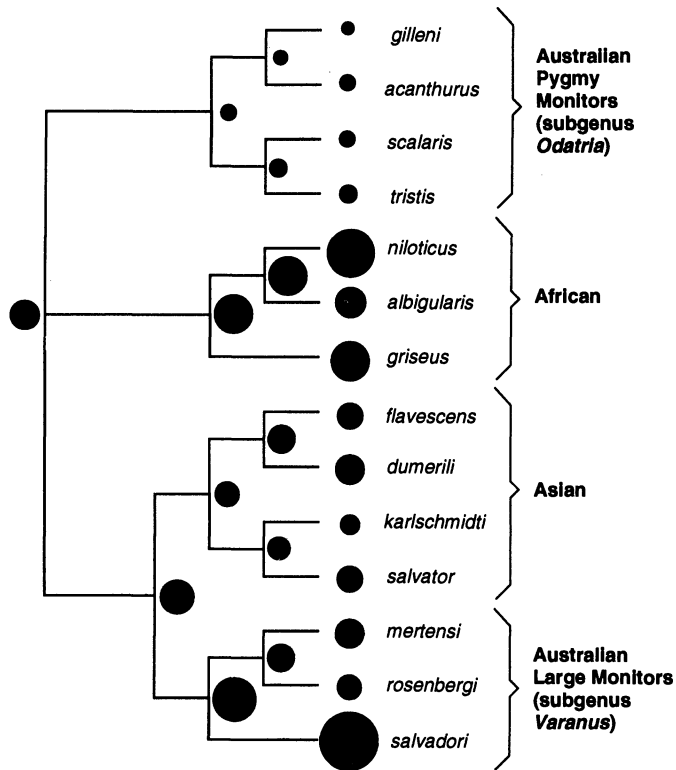 gilleni
acanthurus
scalaris
tristis
Australian
Pygmy
Monitors
(subgenus
Odatria)
niloticus
albigularis
griseus
African
flavescens
dumerili
karlschmidti
salvator
Asian
mertensi
rosenbergi
salvadori
Australian
Large Monitors
(subgenus
Varanus)